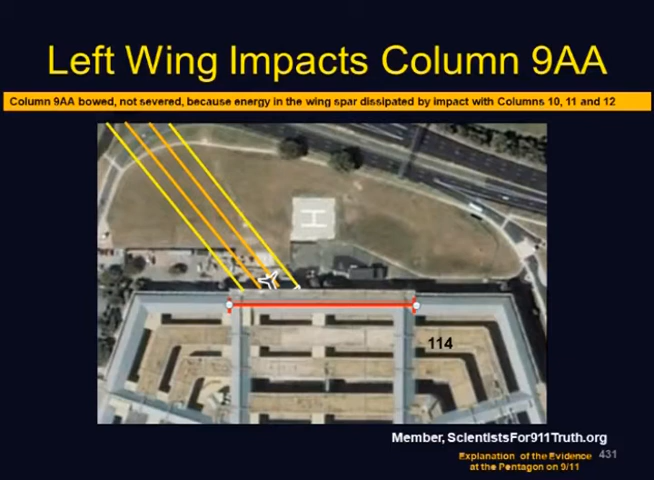 Left Wing Impacts Column 9AA
Column 9AA bowed, not severed, because energy in the wing spar dissipated by impact with Columns 10, 11 and 12
H
114
Member, ScientistsFor911Truth.org
Explanation of the Evidence 431
at the Pentagon on 9/11